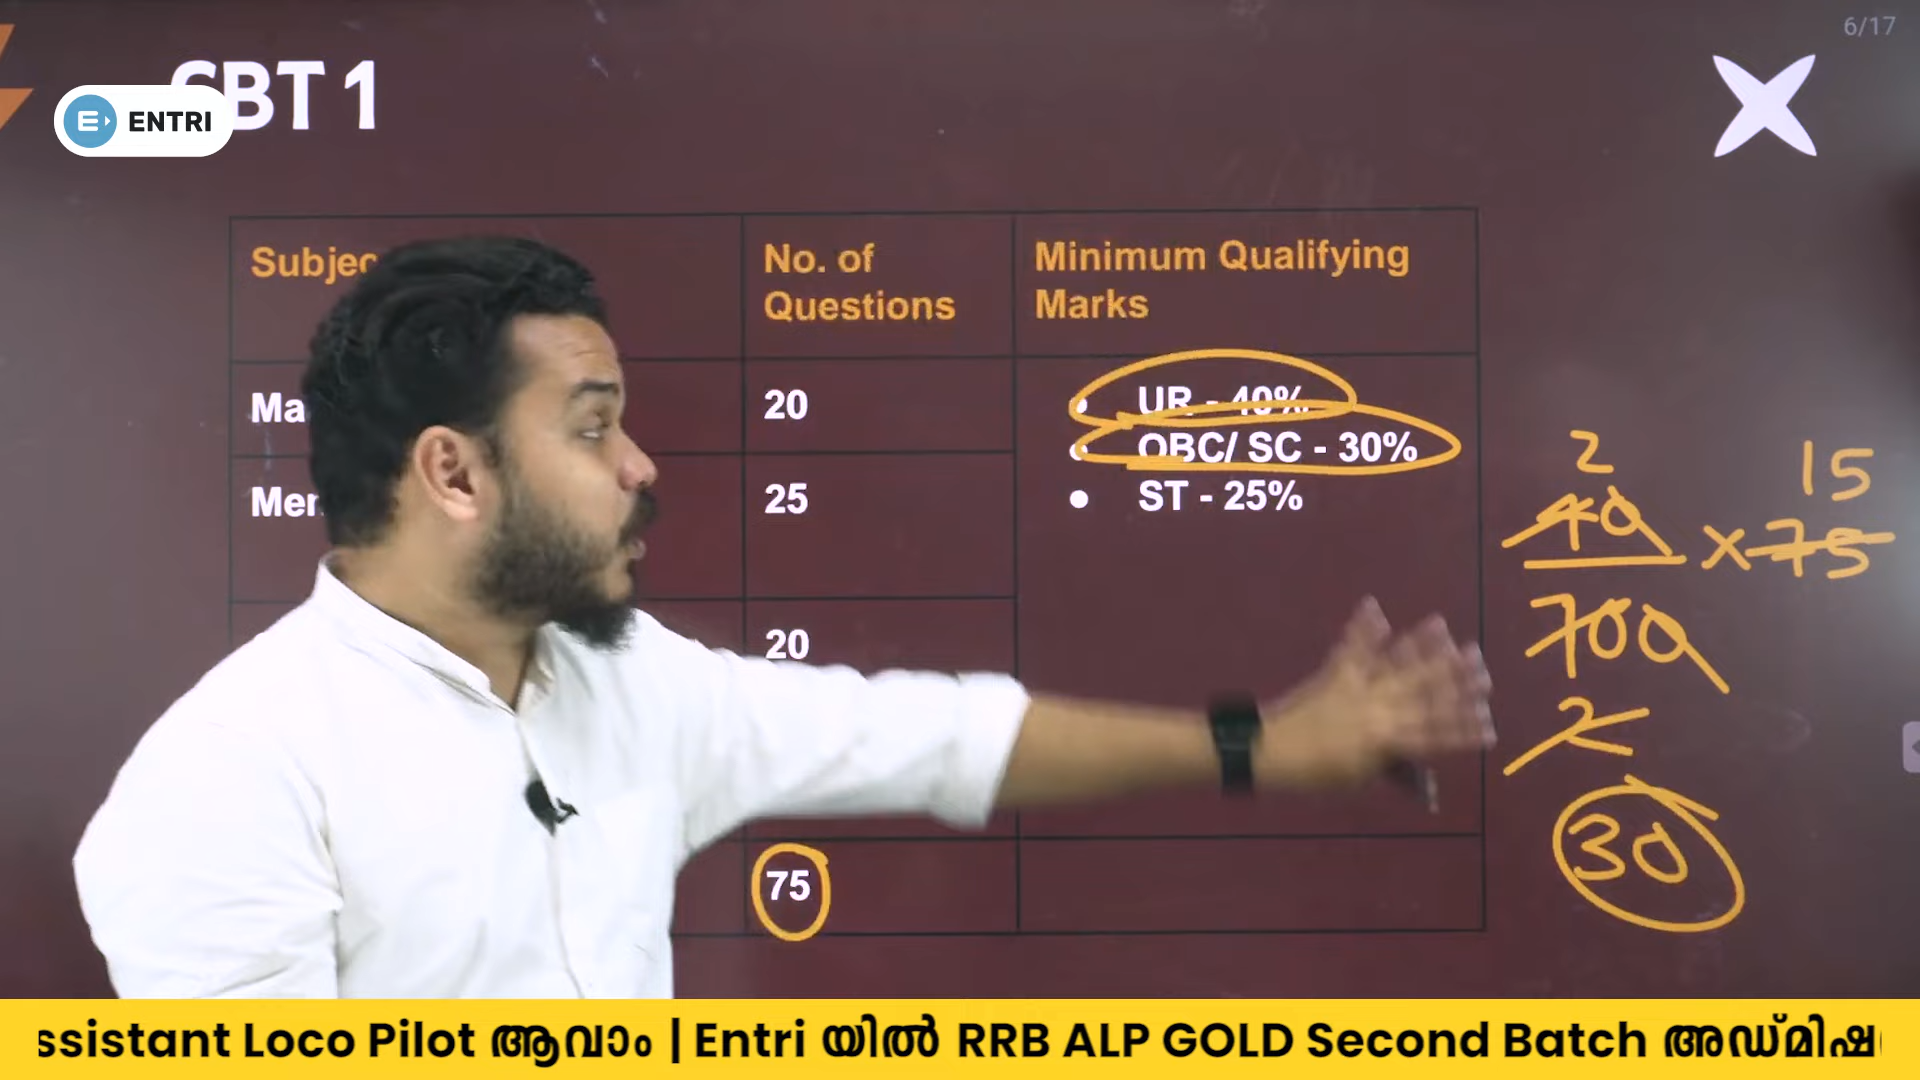 6/17
CBT 1
ENTRI
Subjec
No. of
Questions
Minimum Qualifying
Marks
Ma
20
UR - 40%
OBC/ SC - 30%
Men
25
ST - 25%
20
75
2
15
40
×75
100
2
30
ssistant Loco Pilot ആവാം | Entri യിൽ RRB ALP GOLD Second Batch അഡ്മിഷ